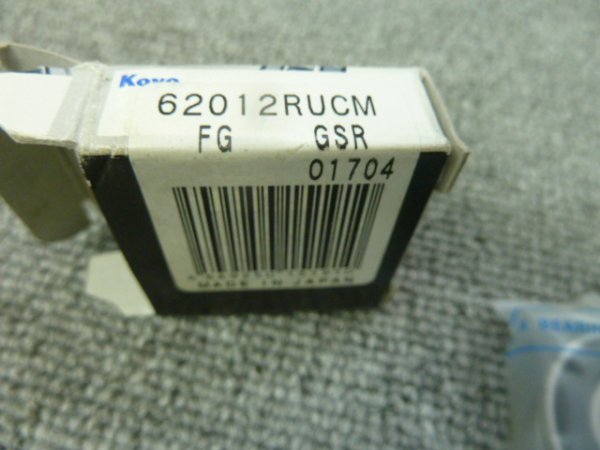 Koyo
62012RUCM
FG GSR
01704
MADE IN JAPAN